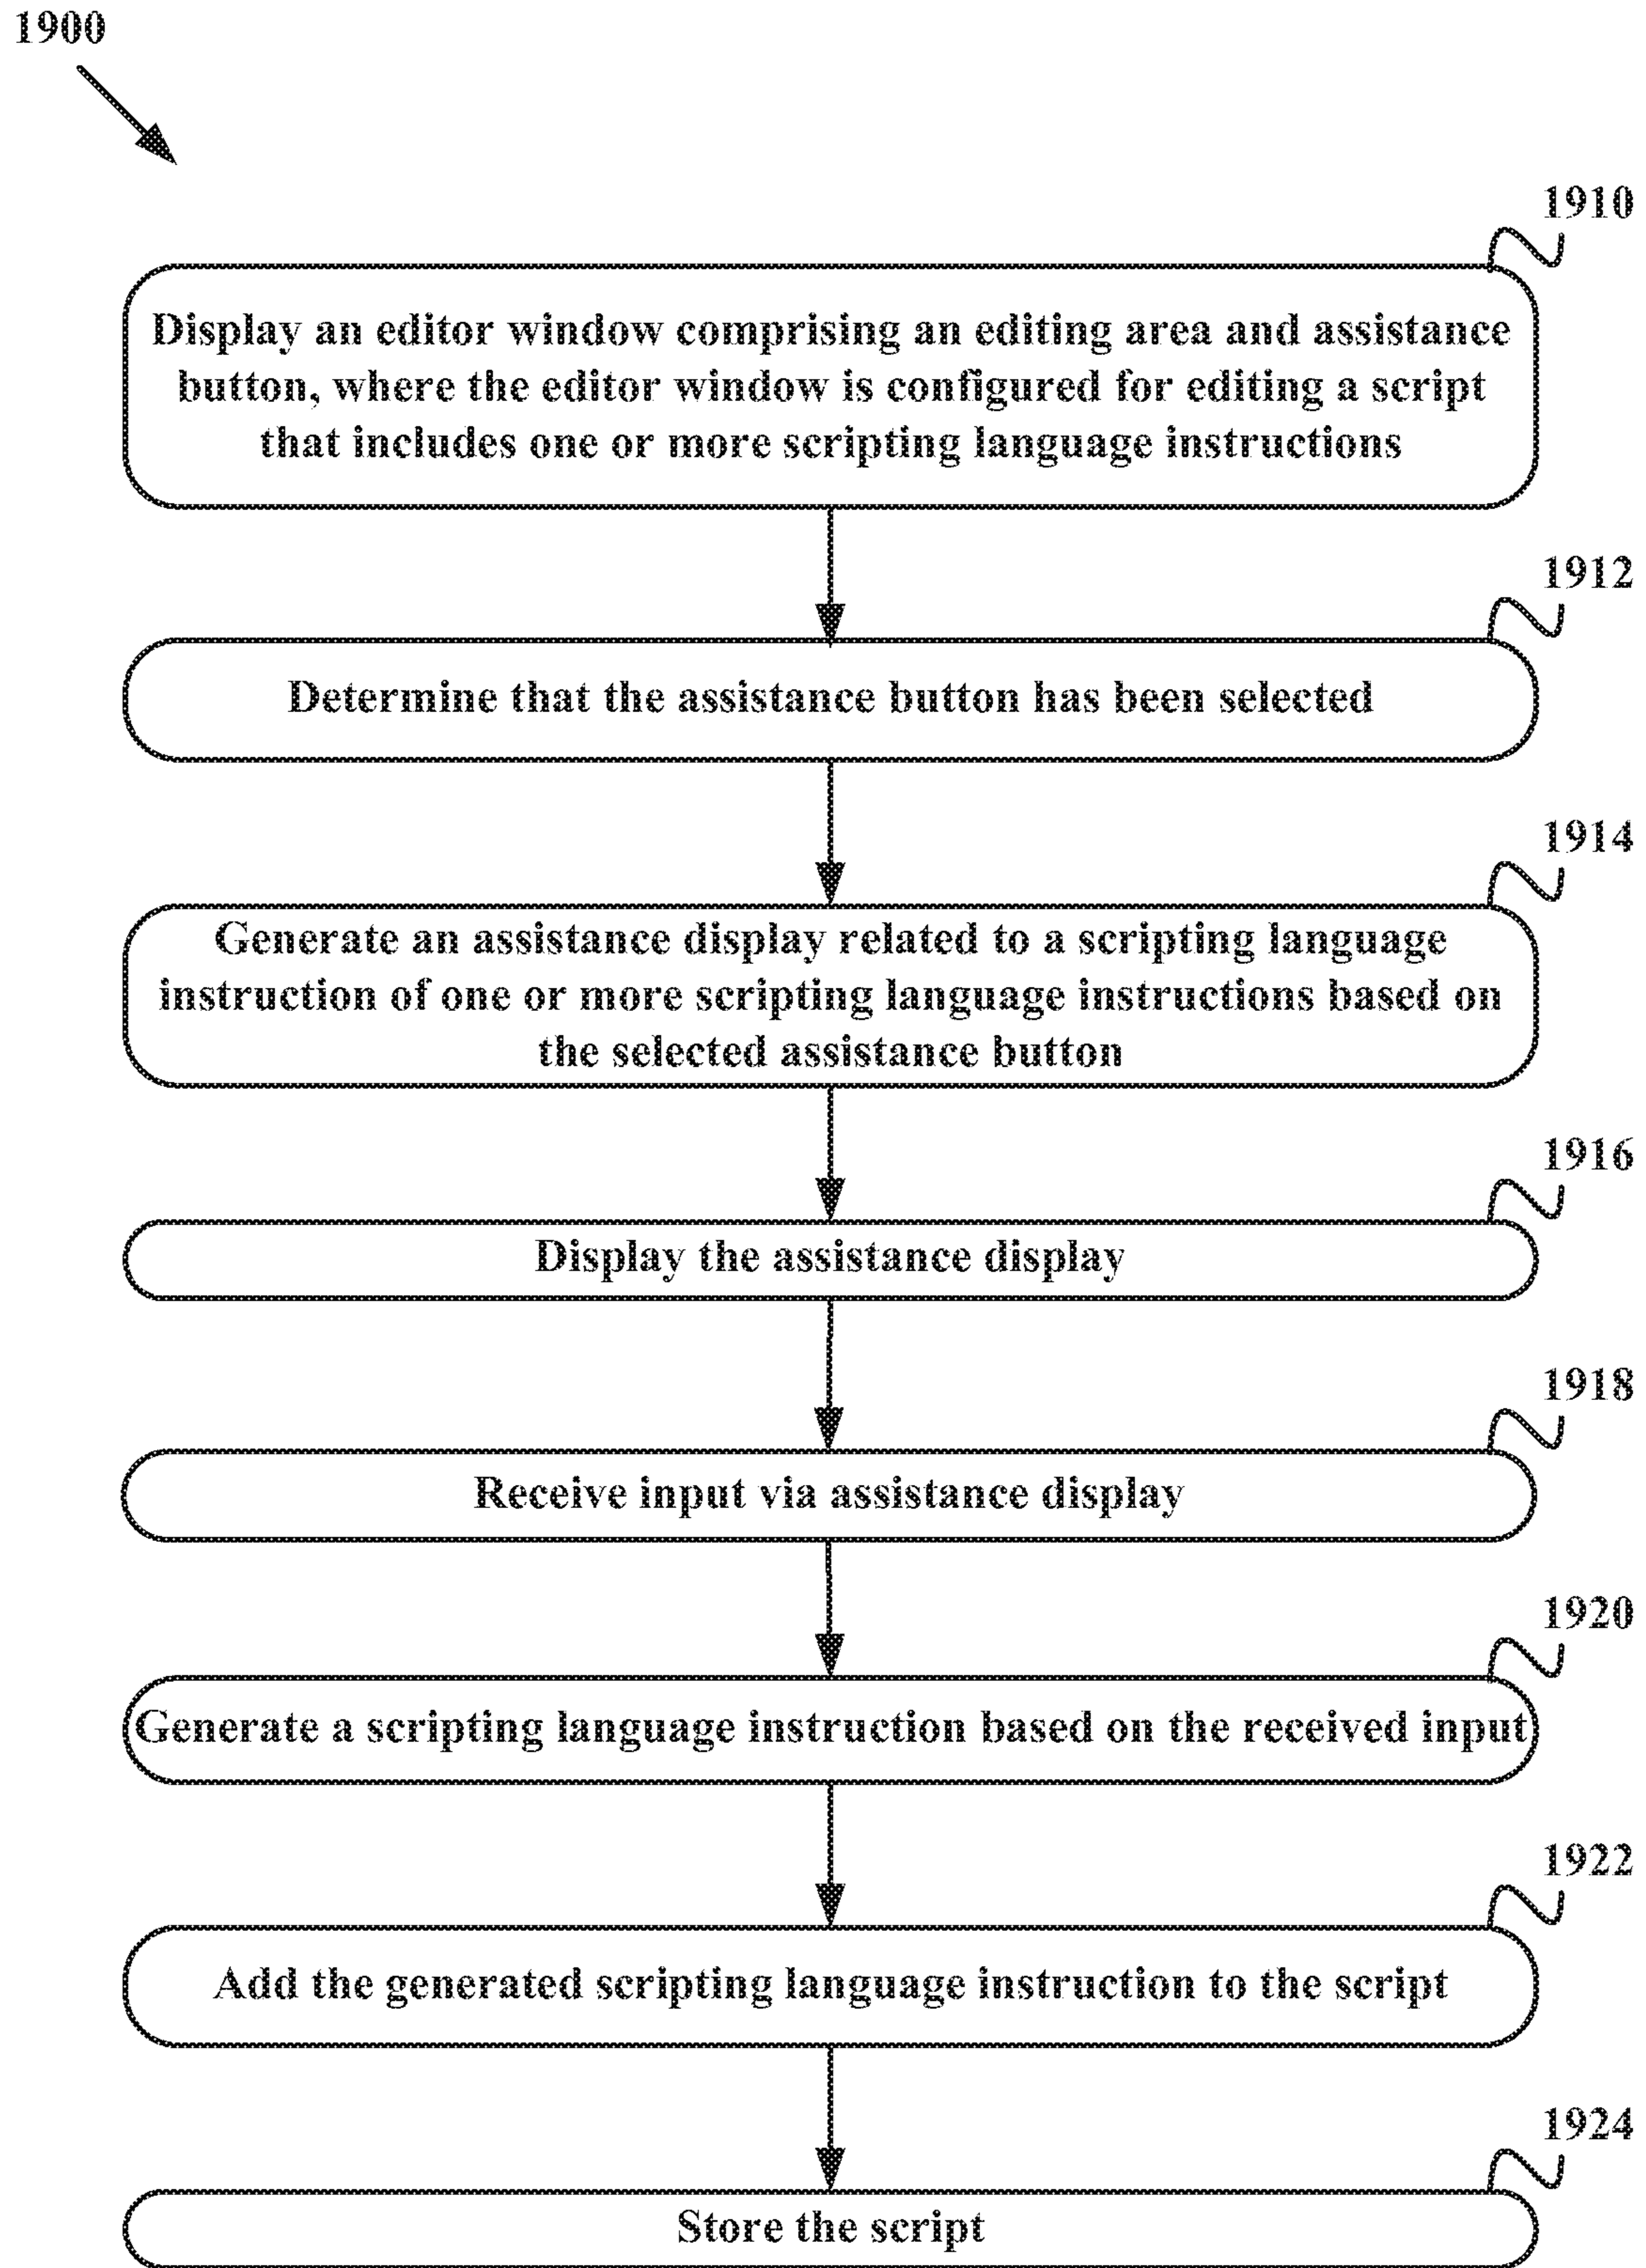 1900
1910
Display an editor window comprising an editing area and assistance
button, where the editor window is configured for editing a script
that includes one or more scripting language instructions
1912
Determine that the assistance button has been selected
1914
Generate an assistance display related to a scripting language
instruction of one or more scripting language instructions based on
the selected assistance button
1916
Display the assistance display
1918
Receive input via assistance display
1920
Generate a scripting language instruction based on the received input
1922
Add the generated scripting language instruction to the script
1924
Store the script